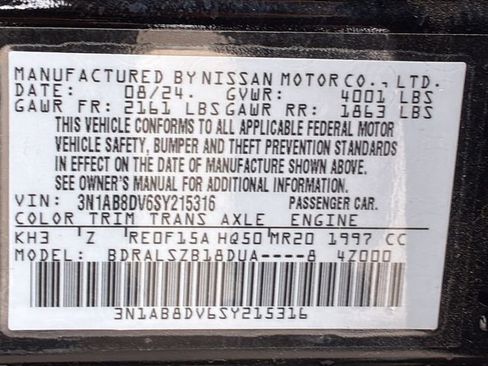 MANUFACTURED BY NISSAN MOTOR CO., LTD.
DATE: 08/24. GVWR: 4001 LBS
GAWR FR: 2161 LBS GAWR RR: 1863 LBS
THIS VEHICLE CONFORMS TO ALL APPLICABLE FEDERAL MOTOR
VEHICLE SAFETY, BUMPER AND THEFT PREVENTION STANDARDS
IN EFFECT ON THE DATE OF MANUFACTURE SHOWN ABOVE.
SEE OWNER'S MANUAL FOR ADDITIONAL INFORMATION.
VIN: 3N1AB8DV6SY215316 PASSENGER CAR.
COLOR TRIM TRANS AXLE ENGINE
KH3 Z RE0F15A HQ50 MR20 1997 CC
MODEL: BDRALSZB18DUA----8 4Z000
3N1AB8DV6SY215316